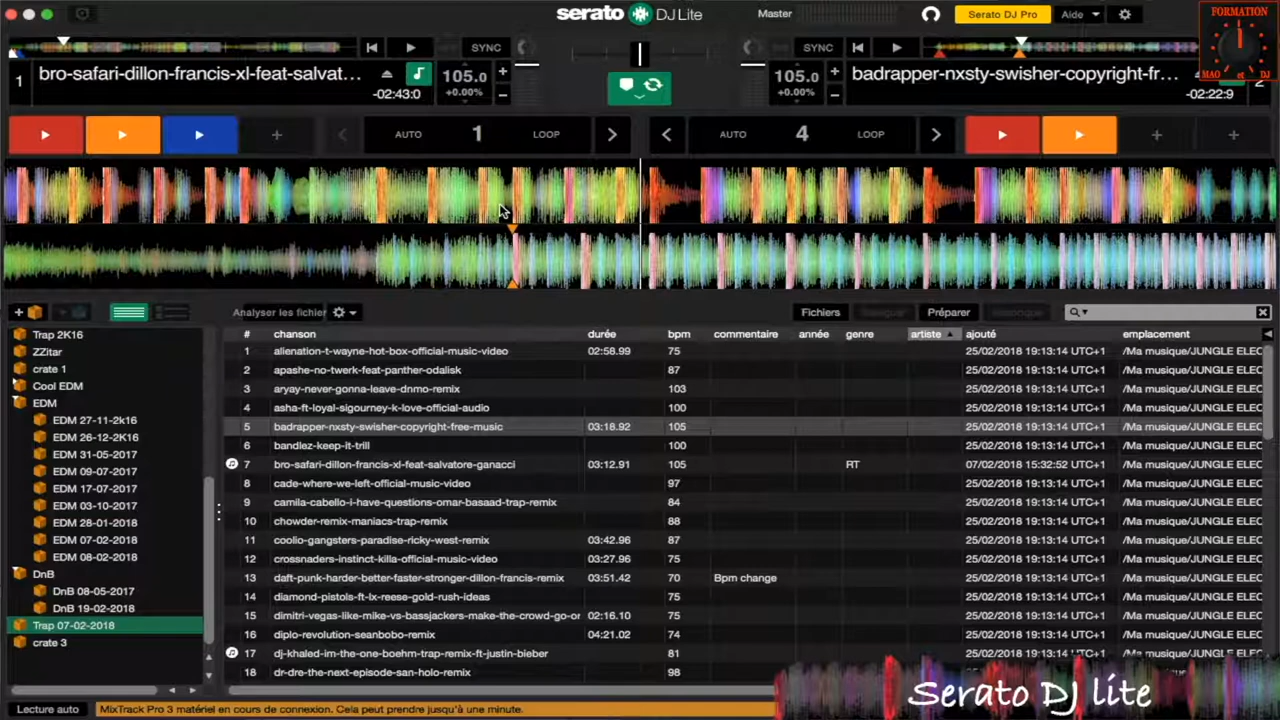 serato DJ Lite
Master
Serato DJ Pro
Aide
FORMATION
MAO et DJ
SYNC
SYNC
1
bro-safari-dillon-francis-xl-feat-salvat...
-02:43:0
105.0
+0.00%
105.0
+0.00%
badrapper-nxsty-swisher-copyright-fr...
-02:22:9
2
AUTO 1 LOOP
AUTO 4 LOOP
Analyser les fichier
Fichiers
Préparer
Trap 2K16
ZZitar
crate 1
Cool EDM
EDM
EDM 27-11-2k16
EDM 26-12-2K16
EDM 31-05-2017
EDM 09-07-2017
EDM 17-07-2017
EDM 03-10-2017
EDM 28-01-2018
EDM 07-02-2018
EDM 08-02-2018
DnB
DnB 08-05-2017
DnB 19-02-2018
Trap 07-02-2018
crate 3
# chanson durée bpm commentaire année genre artiste ajouté emplacement
1 alienation-t-wayne-hot-box-official-music-video 02:58.99 75 25/02/2018 19:13:14 UTC+1 /Ma musique/JUNGLE ELEC
2 apashe-no-twerk-feat-panther-odalisk 87 25/02/2018 19:13:14 UTC+1 /Ma musique/JUNGLE ELEC
3 aryay-never-gonna-leave-dnmo-remix 103 25/02/2018 19:13:14 UTC+1 /Ma musique/JUNGLE ELEC
4 asha-ft-loyal-sigourney-k-love-official-audio 100 25/02/2018 19:13:14 UTC+1 /Ma musique/JUNGLE ELEC
5 badrapper-nxsty-swisher-copyright-free-music 03:18.92 105 25/02/2018 19:13:14 UTC+1 /Ma musique/JUNGLE ELEC
6 bandlez-keep-it-trill 100 25/02/2018 19:13:14 UTC+1 /Ma musique/JUNGLE ELEC
7 bro-safari-dillon-francis-xl-feat-salvatore-ganacci 03:12.91 105 RT 07/02/2018 15:32:52 UTC+1 /Ma musique/JUNGLE ELEC
8 cade-where-we-left-official-music-video 97 25/02/2018 19:13:14 UTC+1 /Ma musique/JUNGLE ELEC
9 camila-cabello-i-have-questions-omar-basaad-trap-remix 84 25/02/2018 19:13:14 UTC+1 /Ma musique/JUNGLE ELEC
10 chowder-remix-maniacs-trap-remix 88 25/02/2018 19:13:14 UTC+1 /Ma musique/JUNGLE ELEC
11 coolio-gangsters-paradise-ricky-west-remix 03:42.96 87 25/02/2018 19:13:14 UTC+1 /Ma musique/JUNGLE ELEC
12 crossnaders-instinct-killa-official-music-video 03:27.96 75 25/02/2018 19:13:14 UTC+1 /Ma musique/JUNGLE ELEC
13 daft-punk-harder-better-faster-stronger-dillon-francis-remix 03:51.42 70 Bpm change 25/02/2018 19:13:14 UTC+1 /Ma musique/JUNGLE ELEC
14 diamond-pistols-ft-lx-reese-gold-rush-ideas 75 25/02/2018 19:13:14 UTC+1 /Ma musique/JUNGLE ELEC
15 dimitri-vegas-like-mike-vs-bassjackers-make-the-crowd-go-or 02:16.10 75 25/02/2018 19:13:14 UTC+1 /Ma musique/JUNGLE ELEC
16 diplo-revolution-seanbobo-remix 04:21.02 74 25/02/2018 19:13:14 UTC+1 /Ma musique/JUNGLE ELEC
17 dj-khaled-im-the-one-boehm-trap-remix-ft-justin-bieber 81 25/02/2018 19:13:14 UTC+1 /Ma musique/JUNGLE ELEC
18 dr-dre-the-next-episode-san-holo-remix 98 25/02/2018 19:13:14 UTC+1 /Ma musique/JUNGLE ELEC
Serato DJ lite
Lecture auto
MixTrack Pro 3 matériel en cours de connexion. Cela peut prendre jusqu'à une minute.